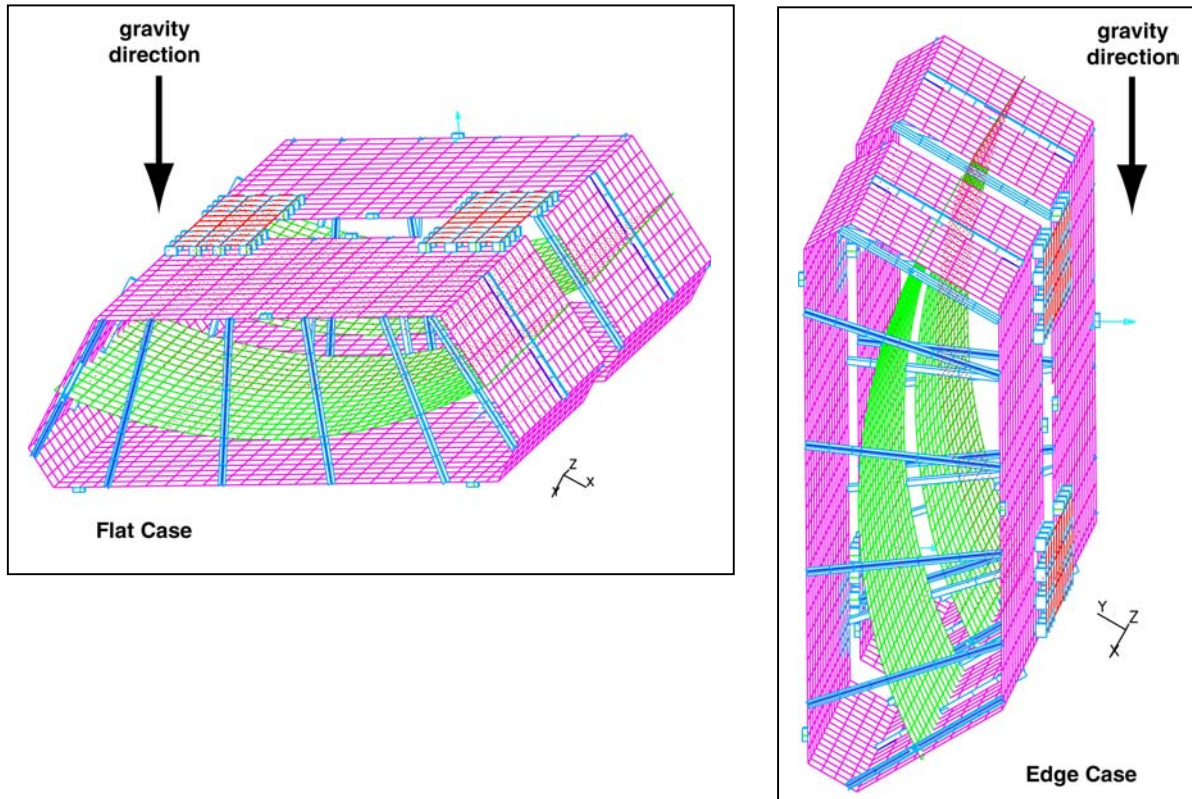 gravity
direction
Z
Y
X
Flat Case
gravity
direction
Y
Z
X
Edge Case